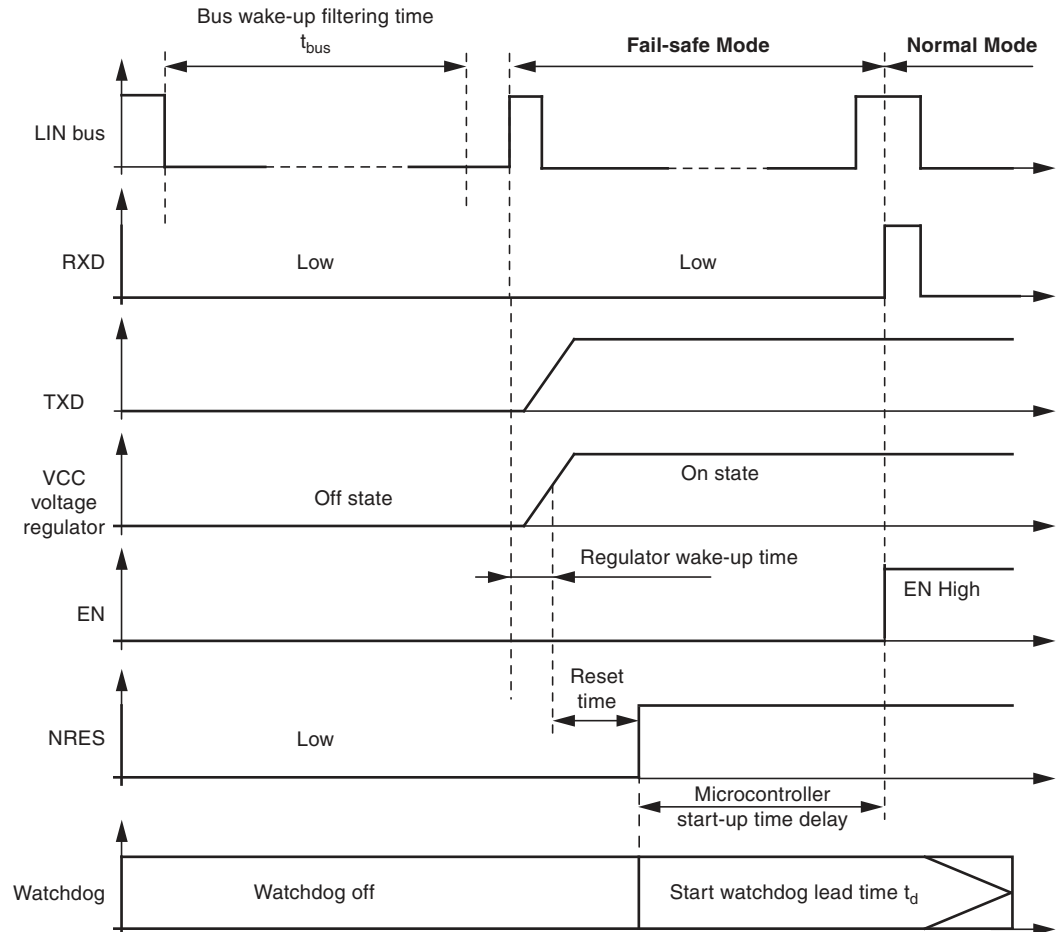 Bus wake-up filtering time
t_bus
Fail-safe Mode
Normal Mode
LIN bus
RXD
Low
Low
TXD
VCC
voltage
regulator
Off state
On state
Regulator wake-up time
EN
EN High
Reset
time
NRES
Low
Microcontroller
start-up time delay
Watchdog
Watchdog off
Start watchdog lead time t_d